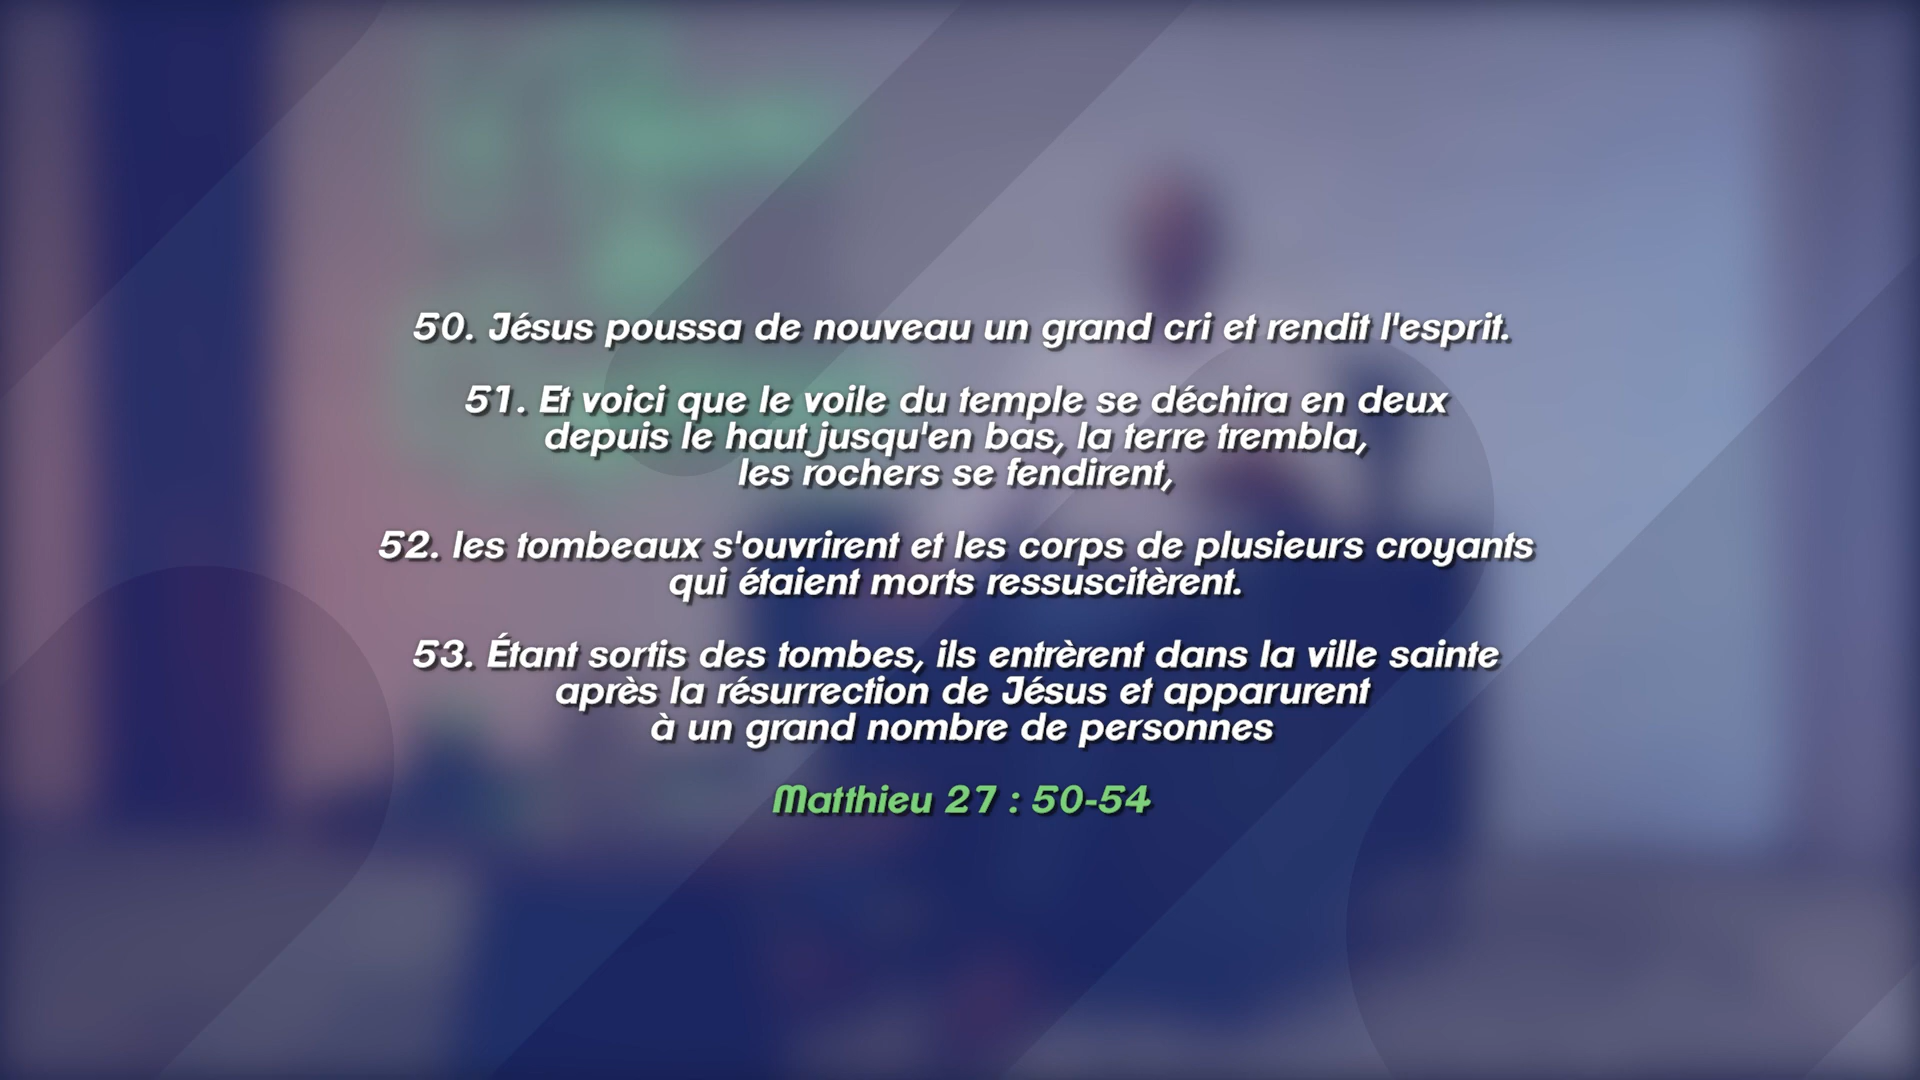 50. Jésus poussa de nouveau un grand cri et rendit l'esprit.
51. Et voici que le voile du temple se déchira en deux
depuis le haut jusqu'en bas, la terre trembla,
les rochers se fendirent,
52. les tombeaux s'ouvrirent et les corps de plusieurs croyants
qui étaient morts ressuscitèrent.
53. Étant sortis des tombes, ils entrèrent dans la ville sainte
après la résurrection de Jésus et apparurent
à un grand nombre de personnes
Matthieu 27 : 50-54